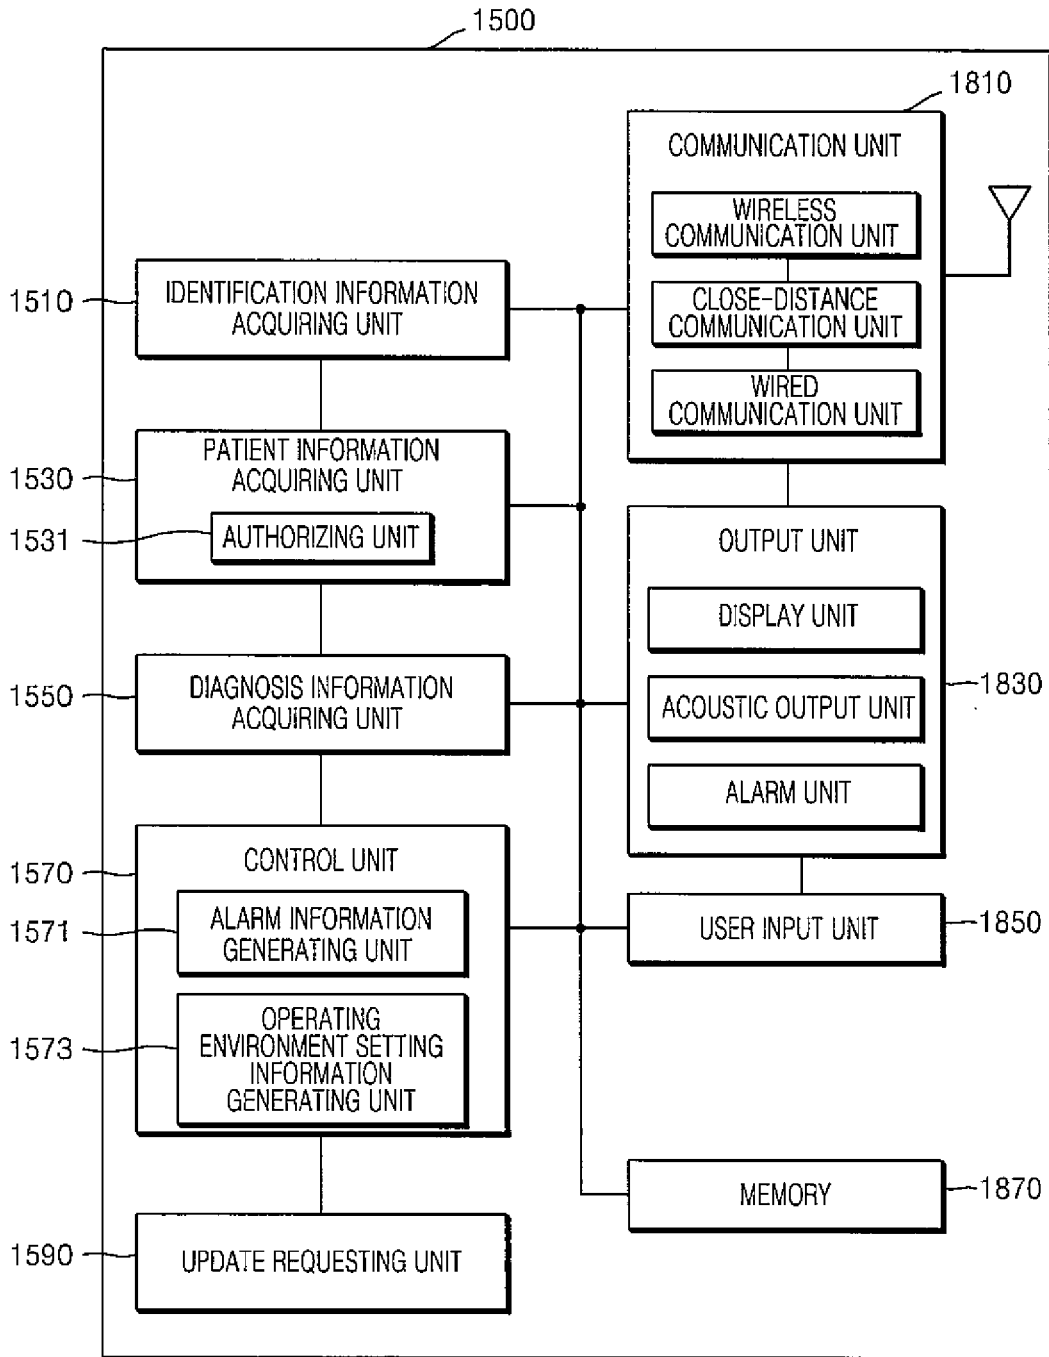 1500
1810
COMMUNICATION UNIT
WIRELESS
COMMUNICATION UNIT
CLOSE-DISTANCE
COMMUNICATION UNIT
WIRED
COMMUNICATION UNIT
1510
IDENTIFICATION INFORMATION
ACQUIRING UNIT
1530
PATIENT INFORMATION
ACQUIRING UNIT
1531
AUTHORIZING UNIT
OUTPUT UNIT
DISPLAY UNIT
ACOUSTIC OUTPUT UNIT
ALARM UNIT
1830
1550
DIAGNOSIS INFORMATION
ACQUIRING UNIT
1570
CONTROL UNIT
1571
ALARM INFORMATION
GENERATING UNIT
1573
OPERATING
ENVIRONMENT SETTING
INFORMATION
GENERATING UNIT
USER INPUT UNIT
1850
MEMORY
1870
1590
UPDATE REQUESTING UNIT